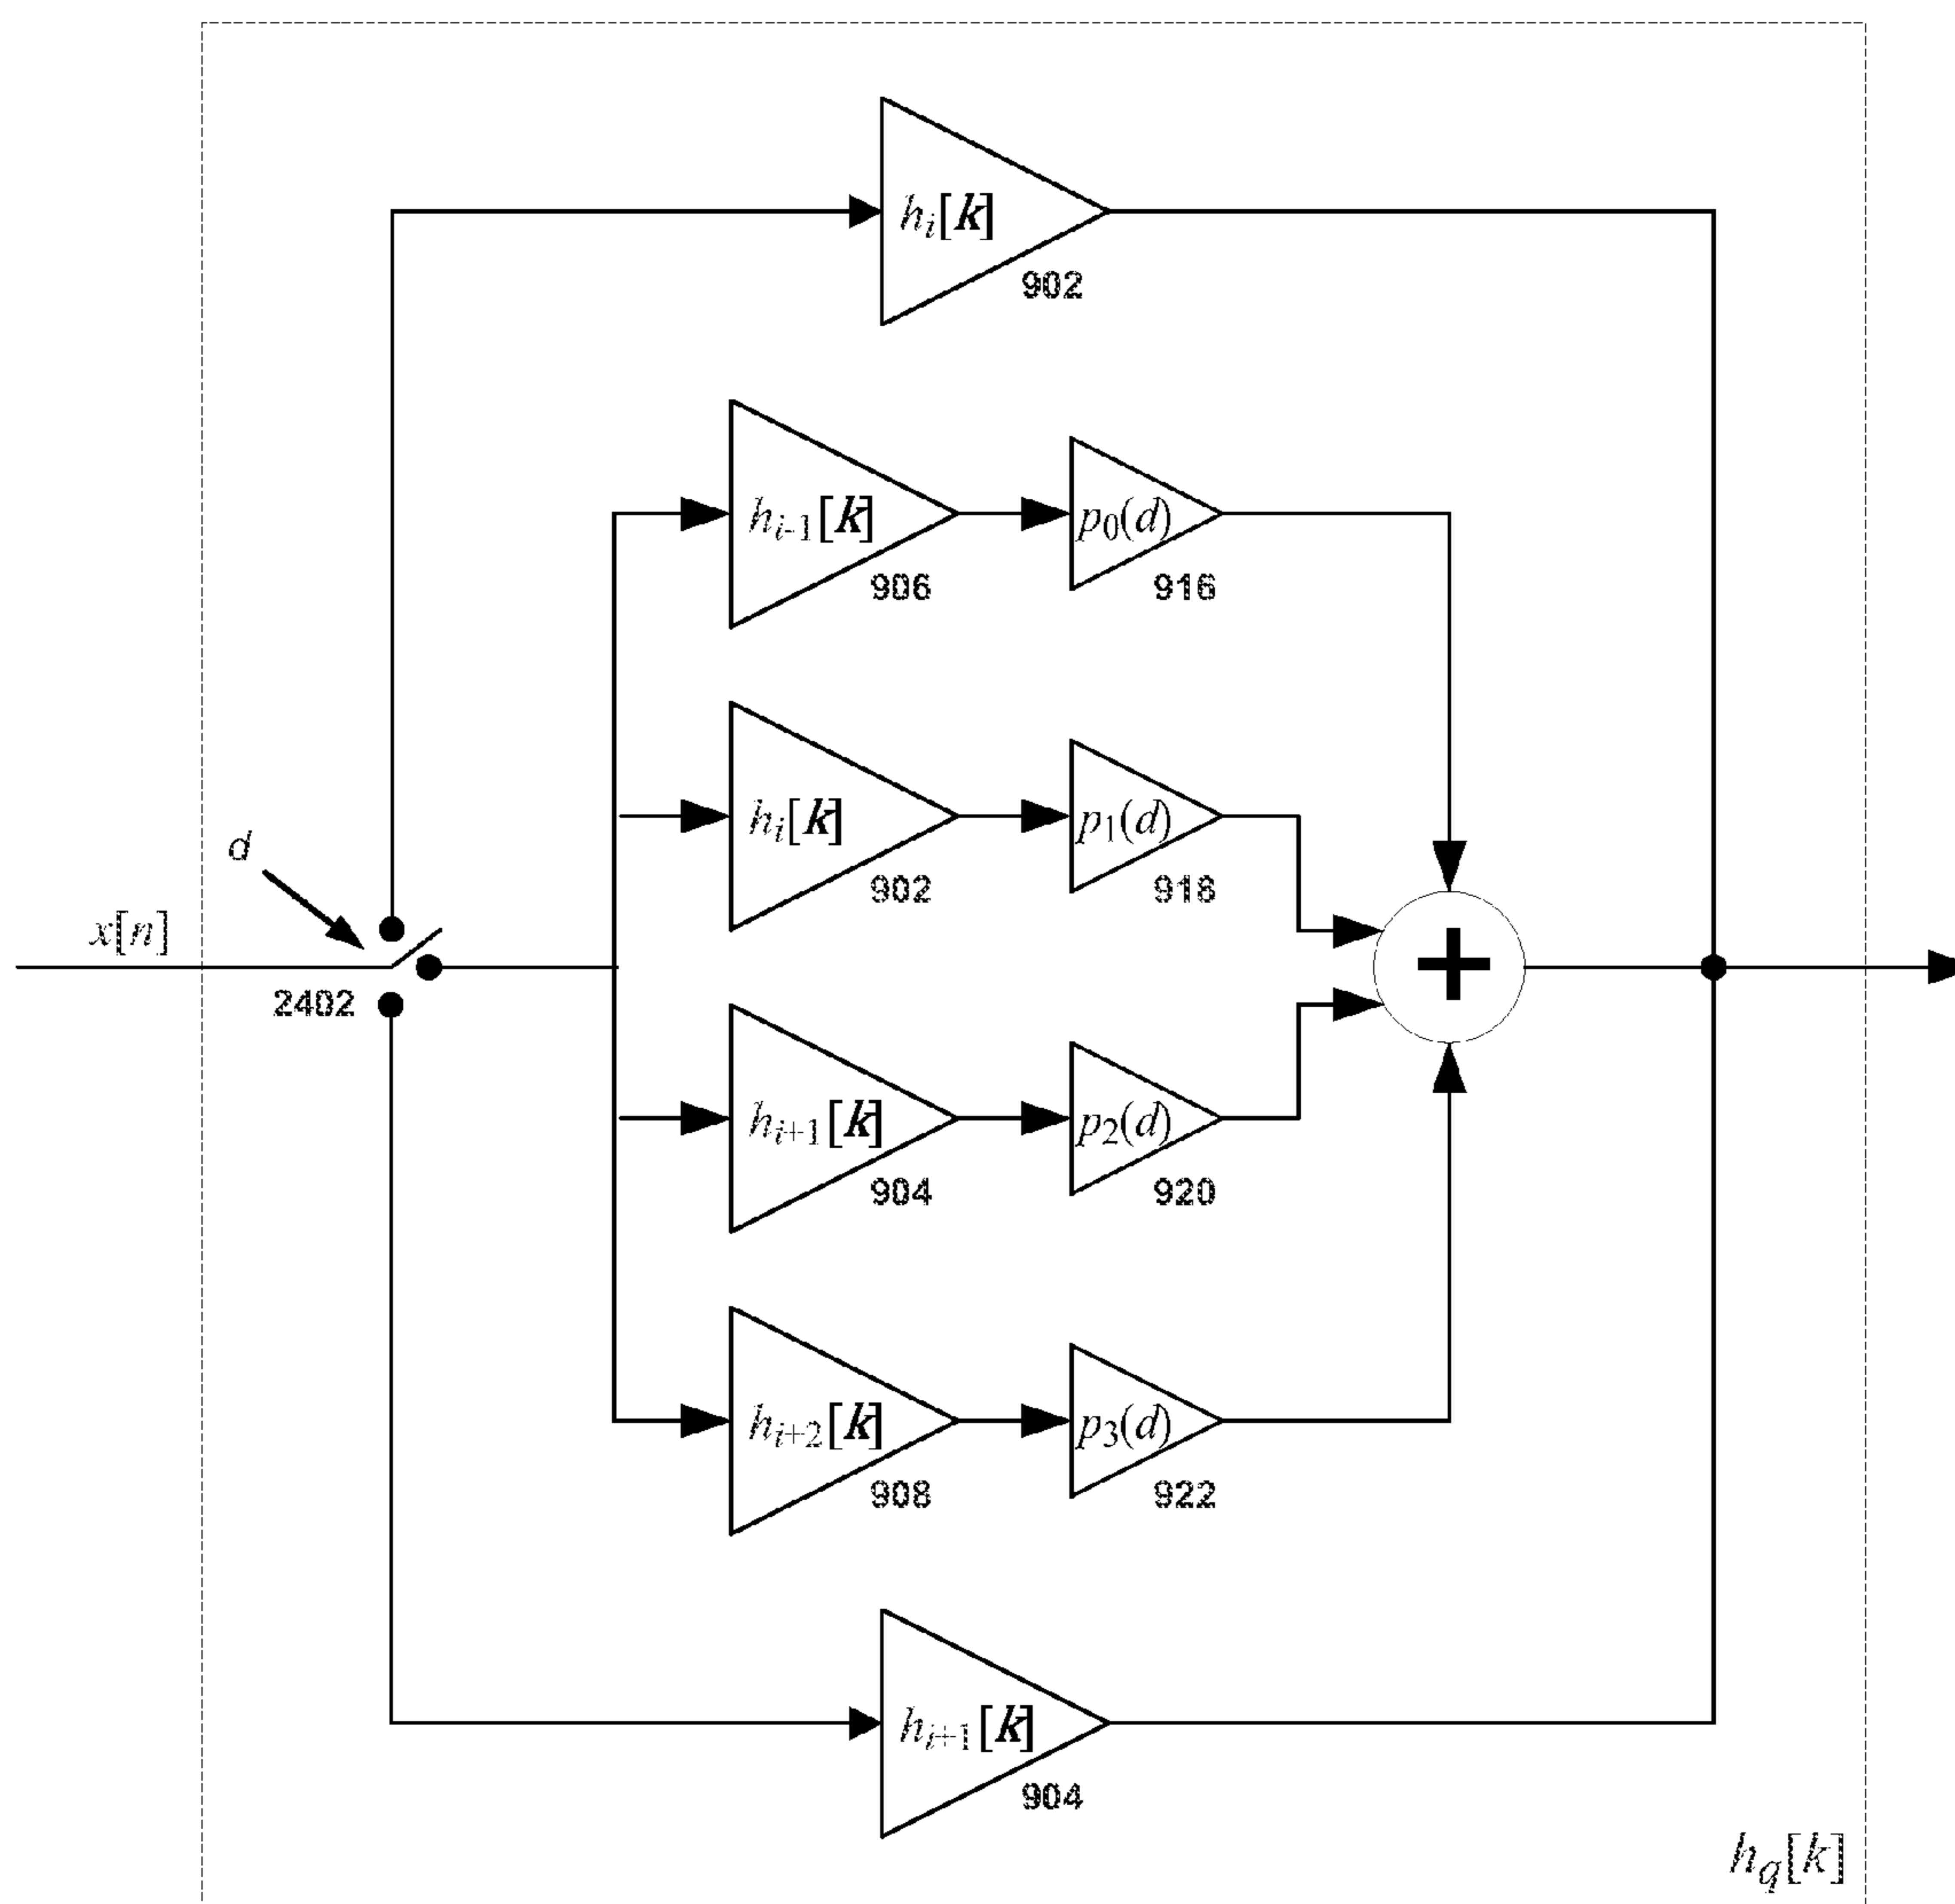 h_i[k]
902
h_{i-1}[k]
906
p_0(d)
916
h_i[k]
902
p_1(d)
918
d
x[n]
2402
+
h_{i+1}[k]
904
p_2(d)
920
h_{i+2}[k]
908
p_3(d)
922
h_{i+1}[k]
904
h_q[k]